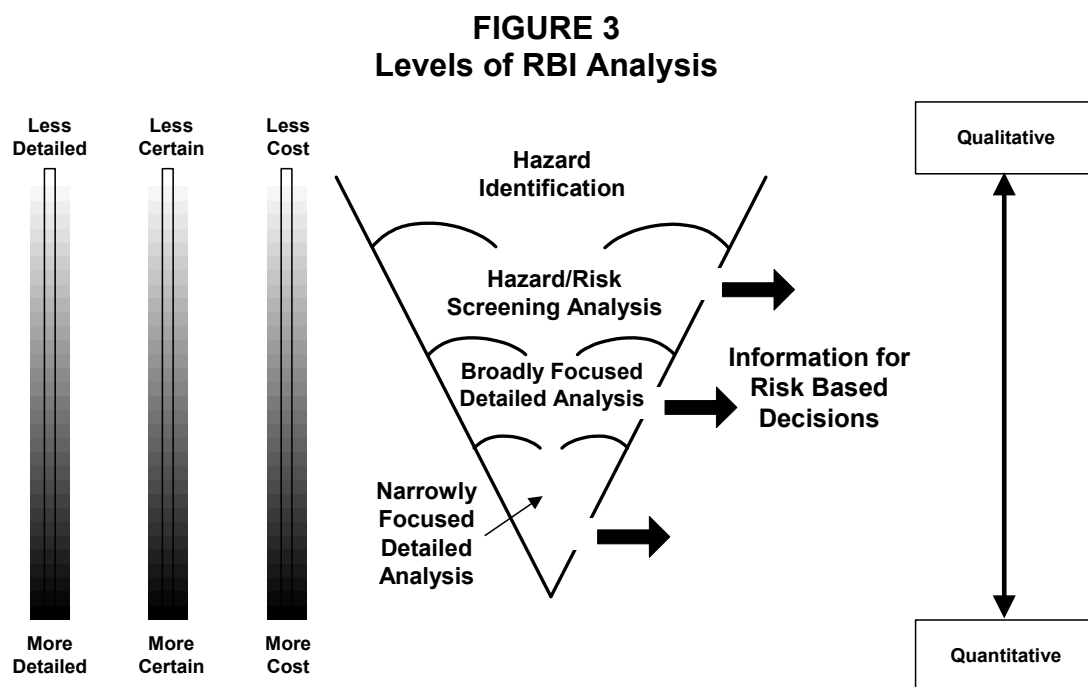 FIGURE 3
Levels of RBI Analysis
Less
Detailed
Less
Certain
Less
Cost
Hazard
Identification
Hazard/Risk
Screening Analysis
Broadly Focused
Detailed Analysis
Narrowly
Focused
Detailed
Analysis
Information for
Risk Based
Decisions
Qualitative
Quantitative
More
Detailed
More
Certain
More
Cost